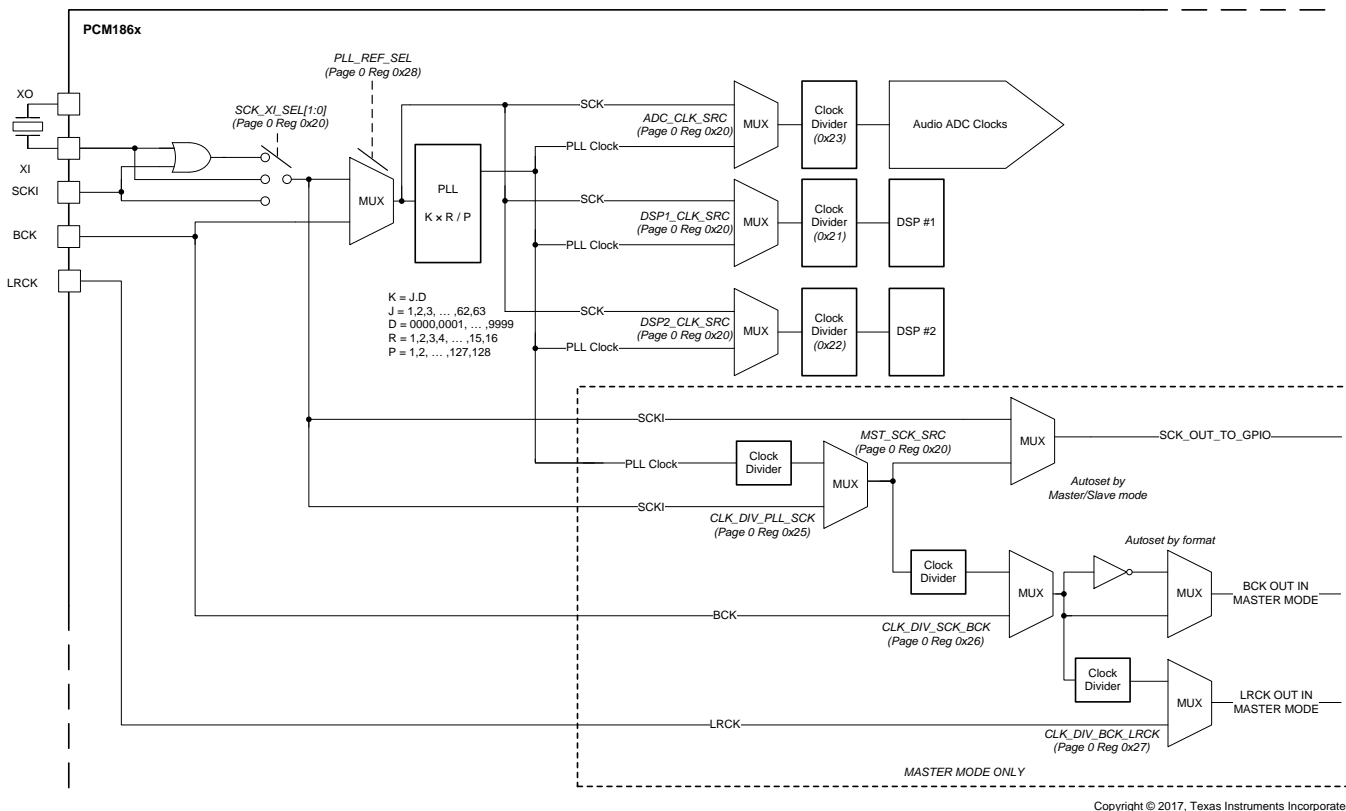 PCM186x
XO
XI
SCKI
BCK
LRCK
SCK_XI_SEL[1:0]
(Page 0 Reg 0x20)
PLL_REF_SEL
(Page 0 Reg 0x28)
MUX
PLL
K x R / P
K = J.D
J = 1,2,3, … ,62,63
D = 0000,0001, … ,9999
R = 1,2,3,4, … ,15,16
P = 1,2, … ,127,128
SCK
ADC_CLK_SRC
(Page 0 Reg 0x20)
PLL Clock
MUX
Clock
Divider
(0x23)
Audio ADC Clocks
SCK
DSP1_CLK_SRC
(Page 0 Reg 0x20)
PLL Clock
MUX
Clock
Divider
(0x21)
DSP #1
SCK
DSP2_CLK_SRC
(Page 0 Reg 0x20)
PLL Clock
MUX
Clock
Divider
(0x22)
DSP #2
SCKI
MST_SCK_SRC
(Page 0 Reg 0x20)
MUX
SCK_OUT_TO_GPIO
Autoset by
Master/Slave mode
PLL Clock
Clock
Divider
MUX
SCKI
CLK_DIV_PLL_SCK
(Page 0 Reg 0x25)
Clock
Divider
MUX
Autoset by format
MUX
BCK OUT IN
MASTER MODE
BCK
CLK_DIV_SCK_BCK
(Page 0 Reg 0x26)
Clock
Divider
MUX
LRCK OUT IN
MASTER MODE
LRCK
CLK_DIV_BCK_LRCK
(Page 0 Reg 0x27)
MASTER MODE ONLY
Copyright © 2017, Texas Instruments Incorporate